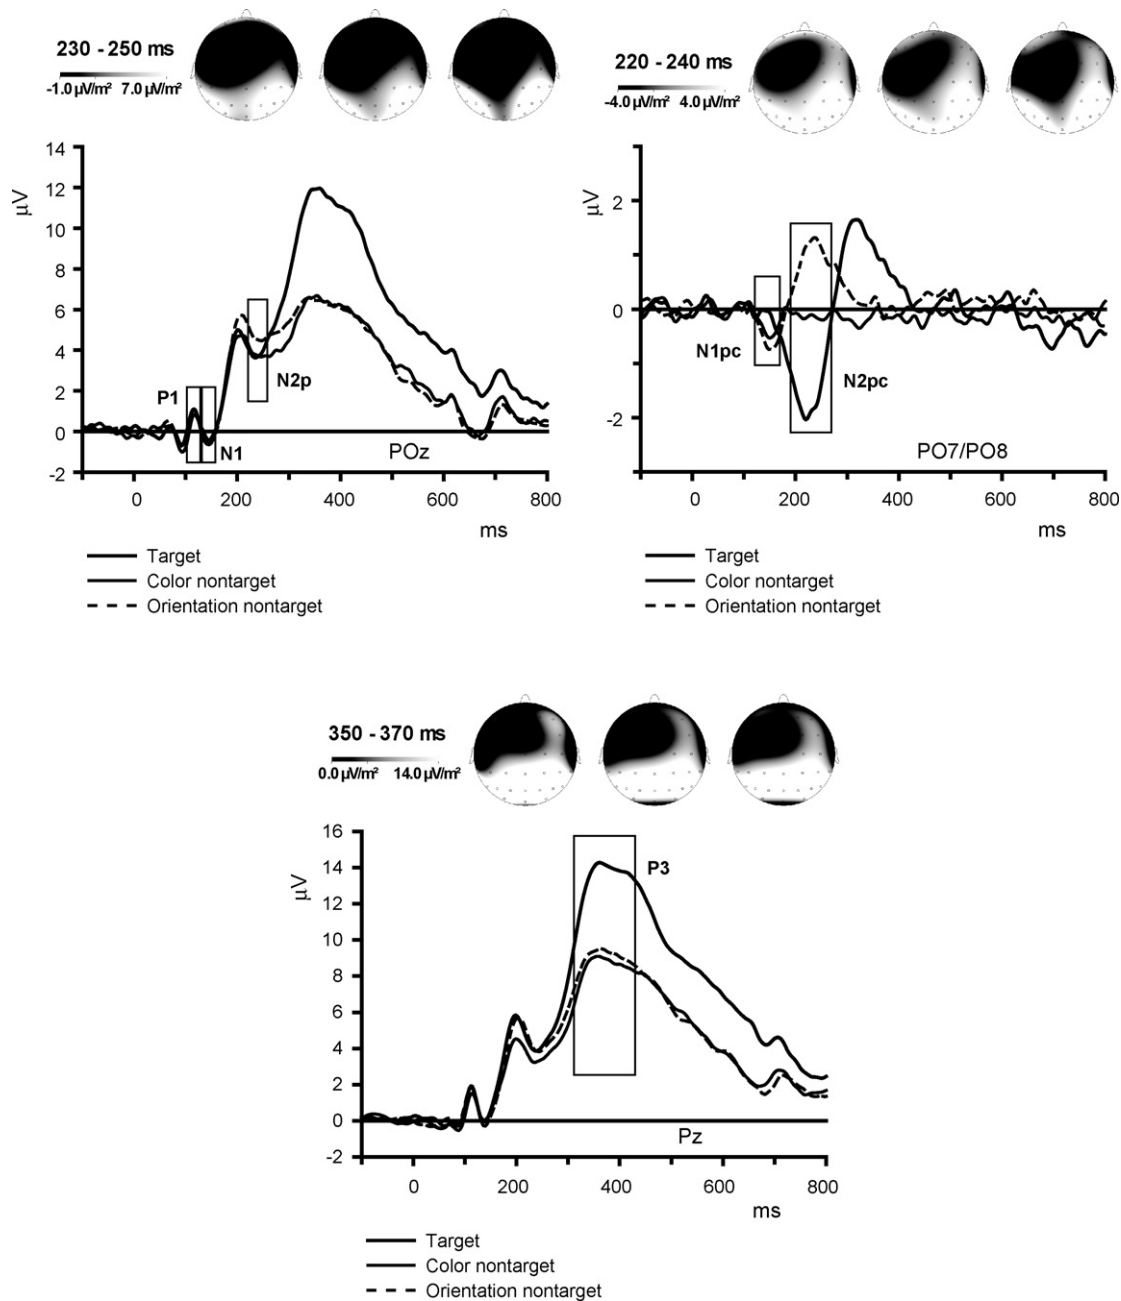 230 - 250 ms
-1.0 µV/m² 7.0 µV/m²
µV
14
12
10
8
6
4
2
0
-2
P1
N1
N2p
POz
0 200 400 600 800
ms
Target
Color nontarget
Orientation nontarget
220 - 240 ms
-4.0 µV/m² 4.0 µV/m²
µV
2
0
-2
N1pc
N2pc
PO7/PO8
0 200 400 600 800
ms
Target
Color nontarget
Orientation nontarget
350 - 370 ms
0.0 µV/m² 14.0 µV/m²
µV
16
14
12
10
8
6
4
2
0
-2
P3
Pz
0 200 400 600 800
ms
Target
Color nontarget
Orientation nontarget